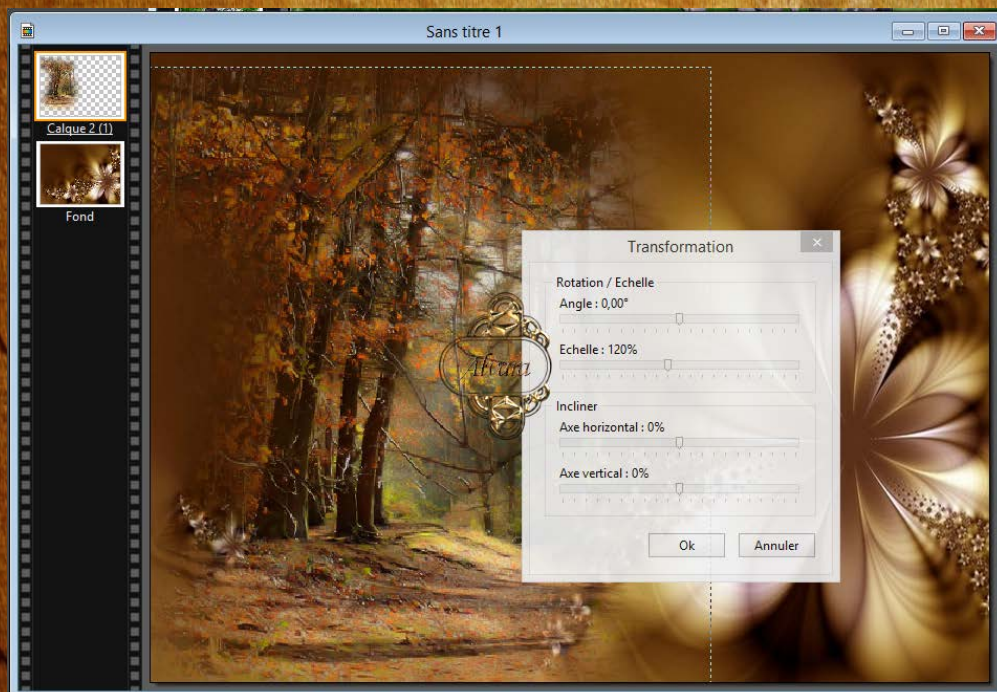 Sans titre 1
Calque 2 (1)
Fond
Transformation
Rotation / Echelle
Angle : 0,00°
Echelle : 120%
Incliner
Axe horizontal : 0%
Axe vertical : 0%
Ok
Annuler